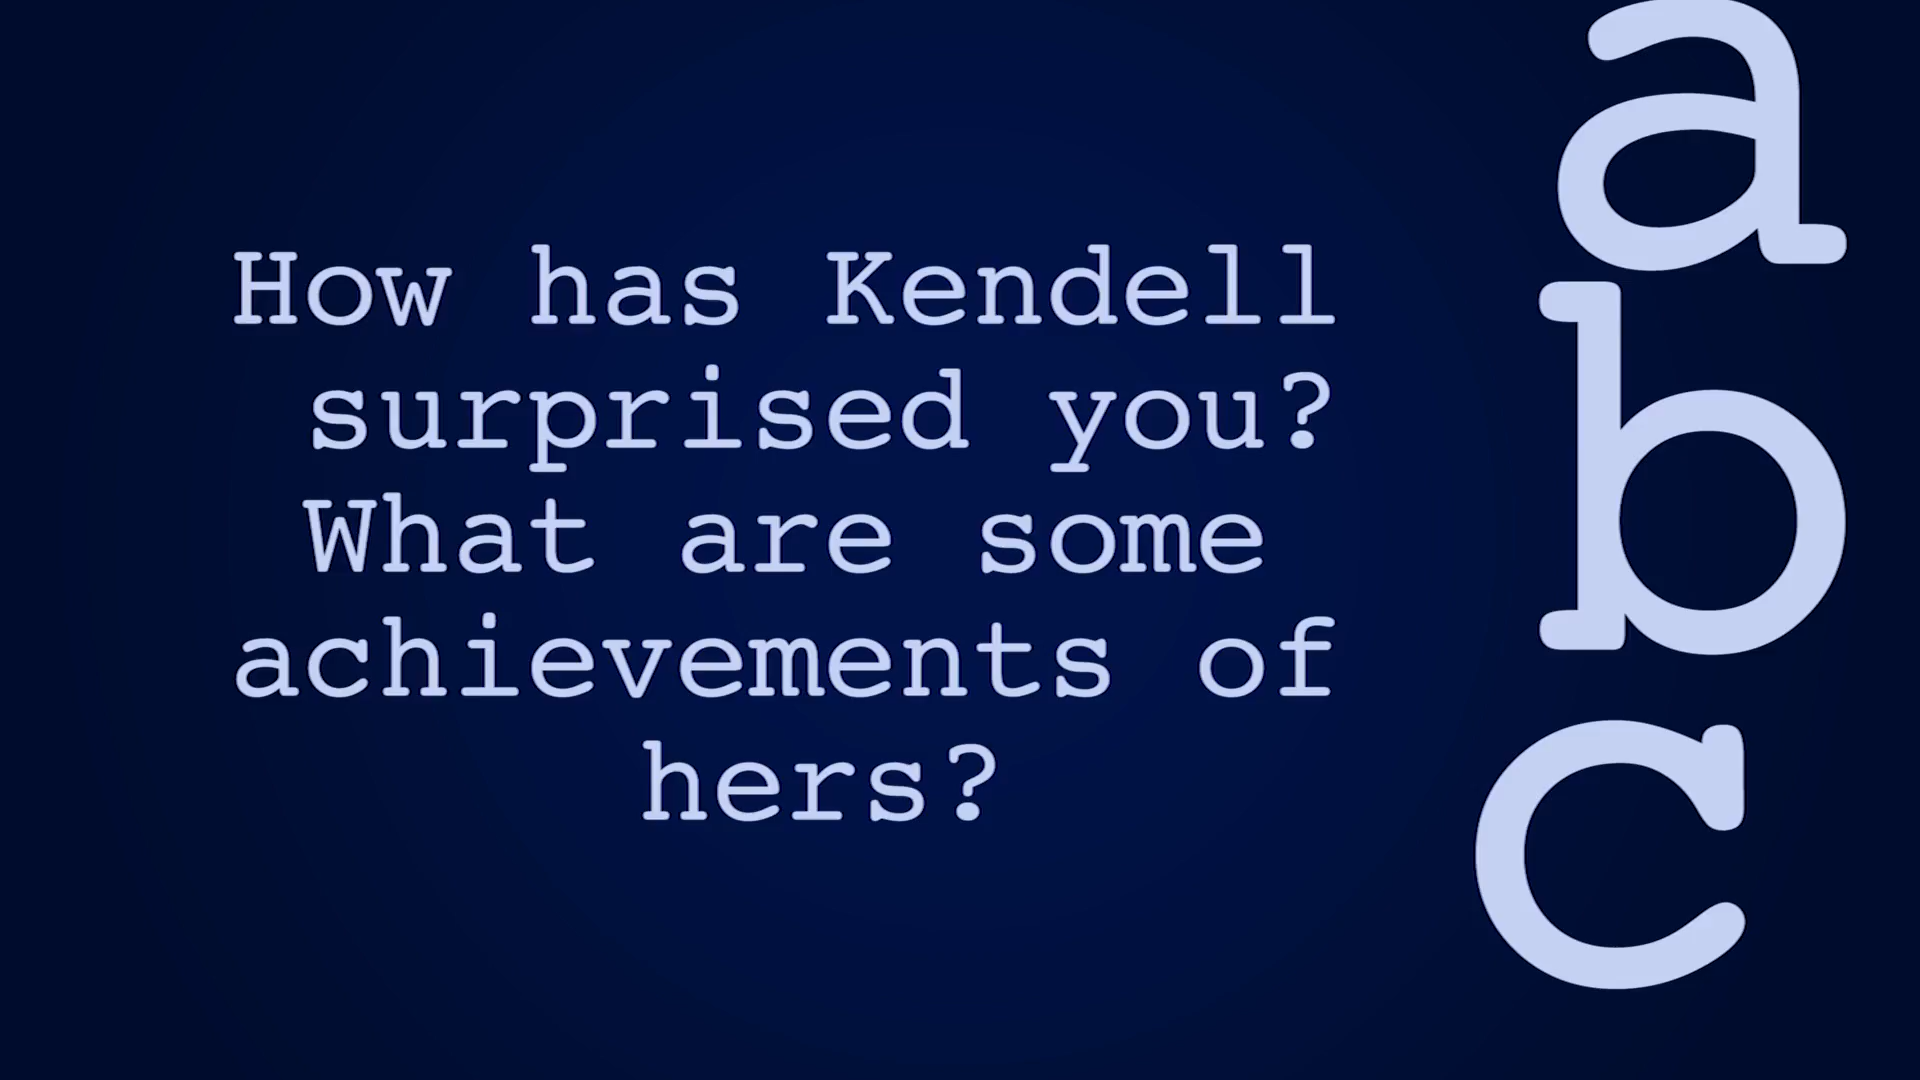 How has Kendell
surprised you?
What are some
achievements of
hers?
a
b
c